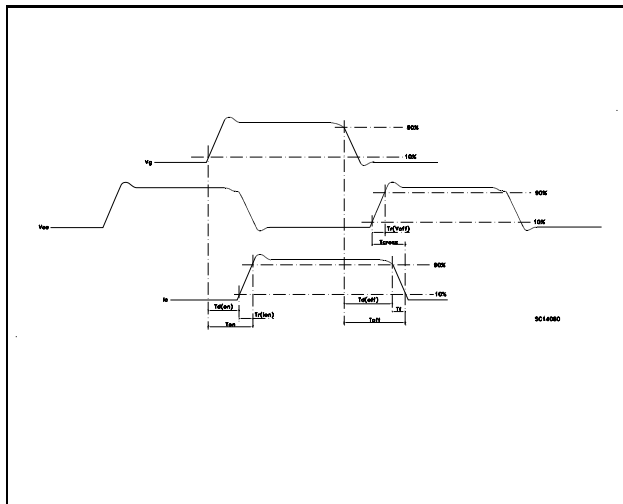 90%
Vg
10%
90%
Vce
10%
Tr(Voff)
Tcross
90%
Ic
10%
Td(on)
Td(off)
Tf
Tr(Ion)
Ton
Toff
SC14080